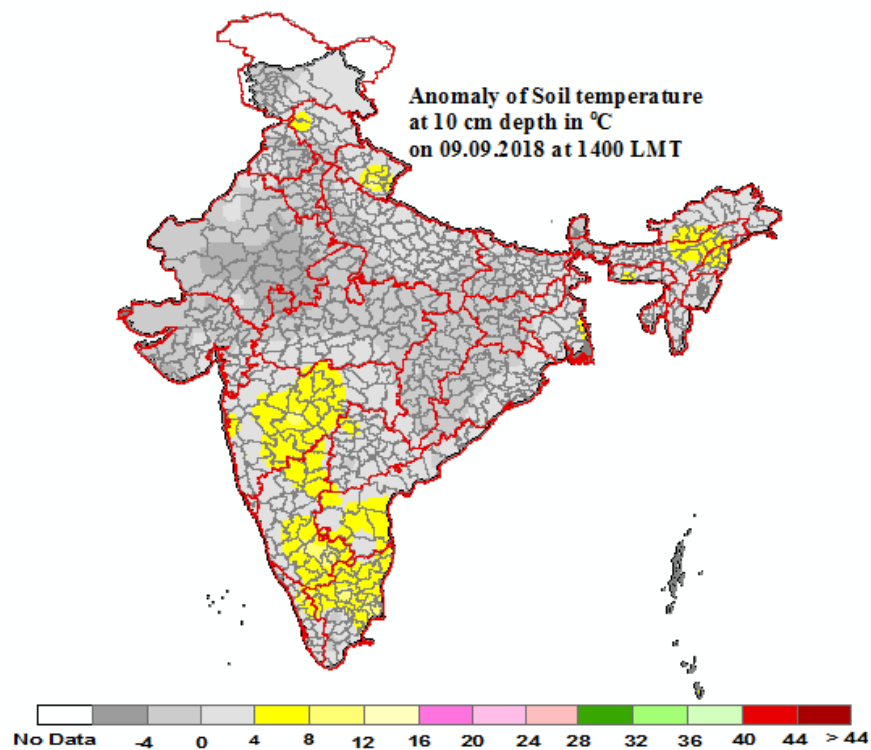 Anomaly of Soil temperature
at 10 cm depth in ⁰C
on 09.09.2018 at 1400 LMT
No Data -4 0 4 8 12 16 20 24 28 32 36 40 44 > 44